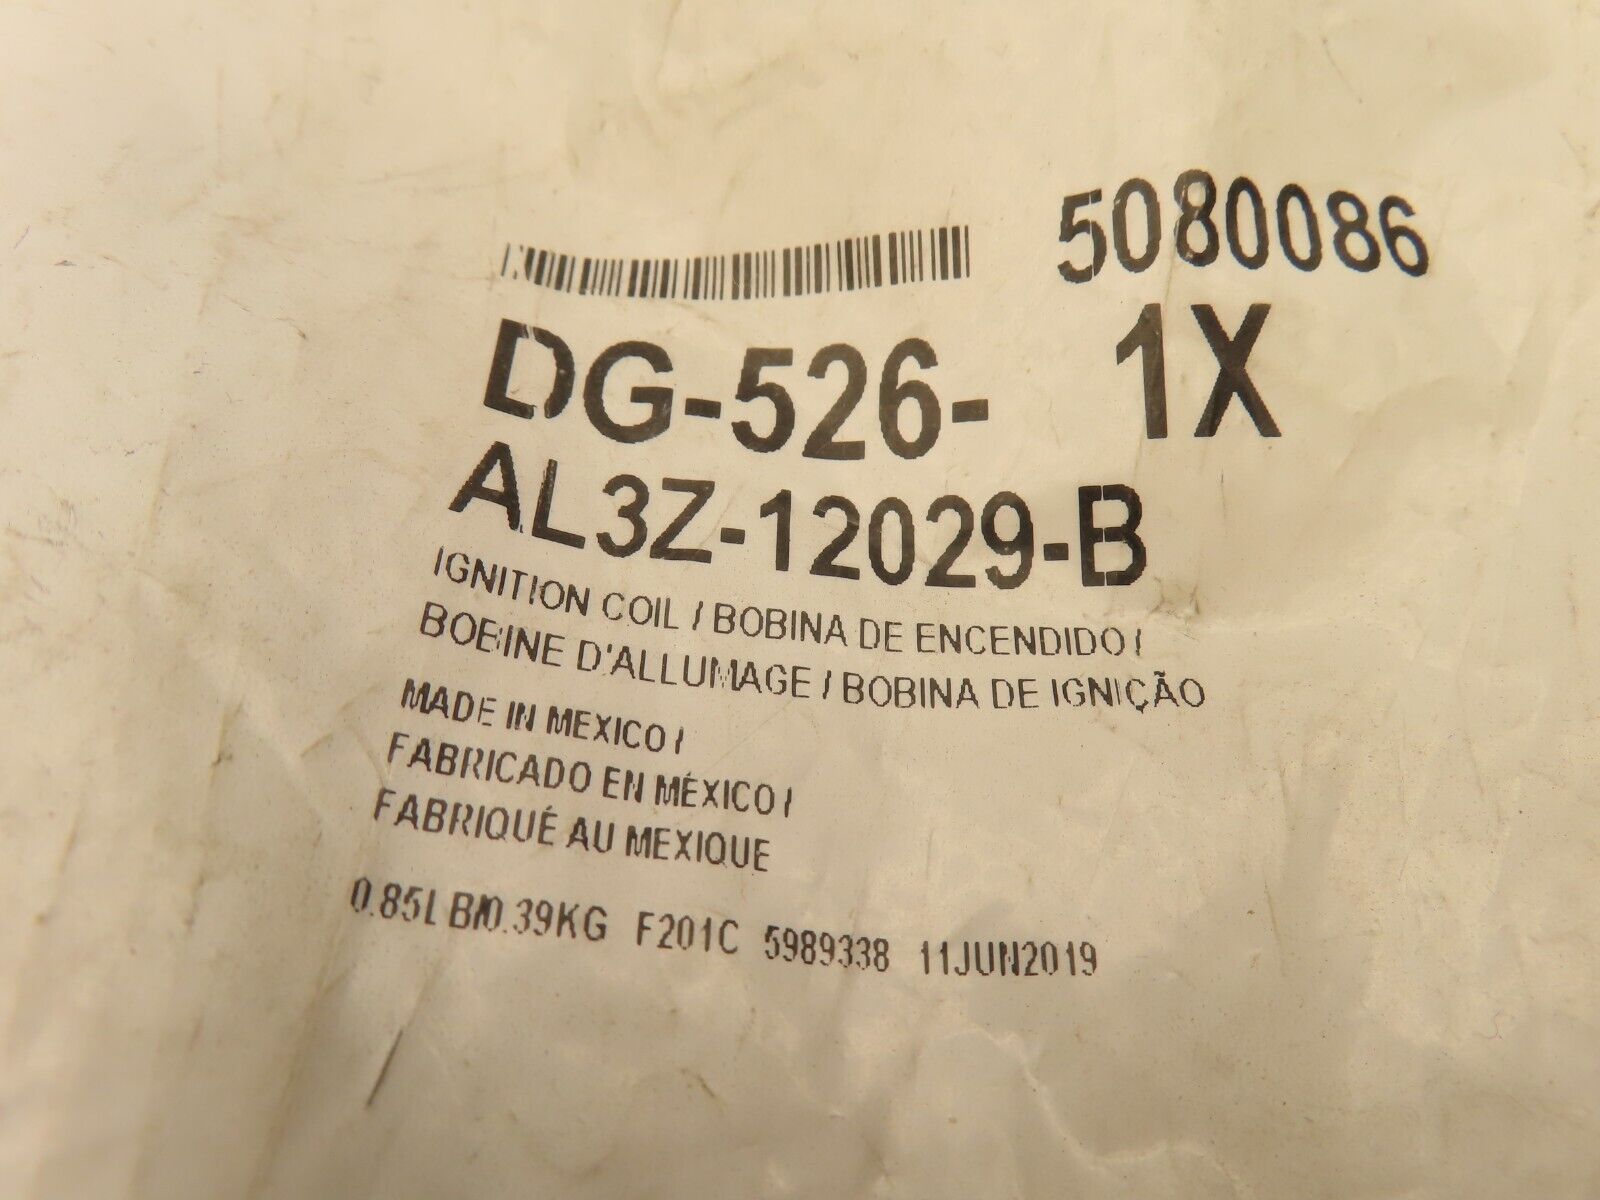 5080086
DG-526- 1X
AL3Z-12029-B
IGNITION COIL / BOBINA DE ENCENDIDO /
BOBINE D'ALLUMAGE / BOBINA DE IGNIÇÃO
MADE IN MEXICO /
FABRICADO EN MÉXICO /
FABRIQUÉ AU MEXIQUE
0.85LB/0.39KG F201C 5989338 11JUN2019